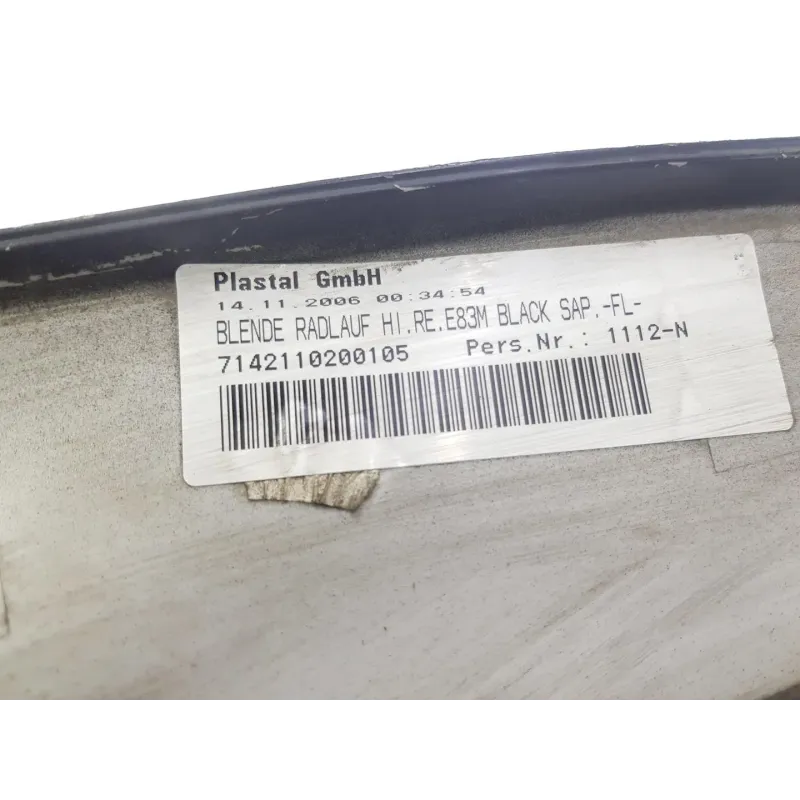 Plastal GmbH
14.11.2006 00:34:54
BLENDE RADLAUF HI.RE.E83M BLACK SAP.-FL-
7142110200105 Pers.Nr.: 1112-N